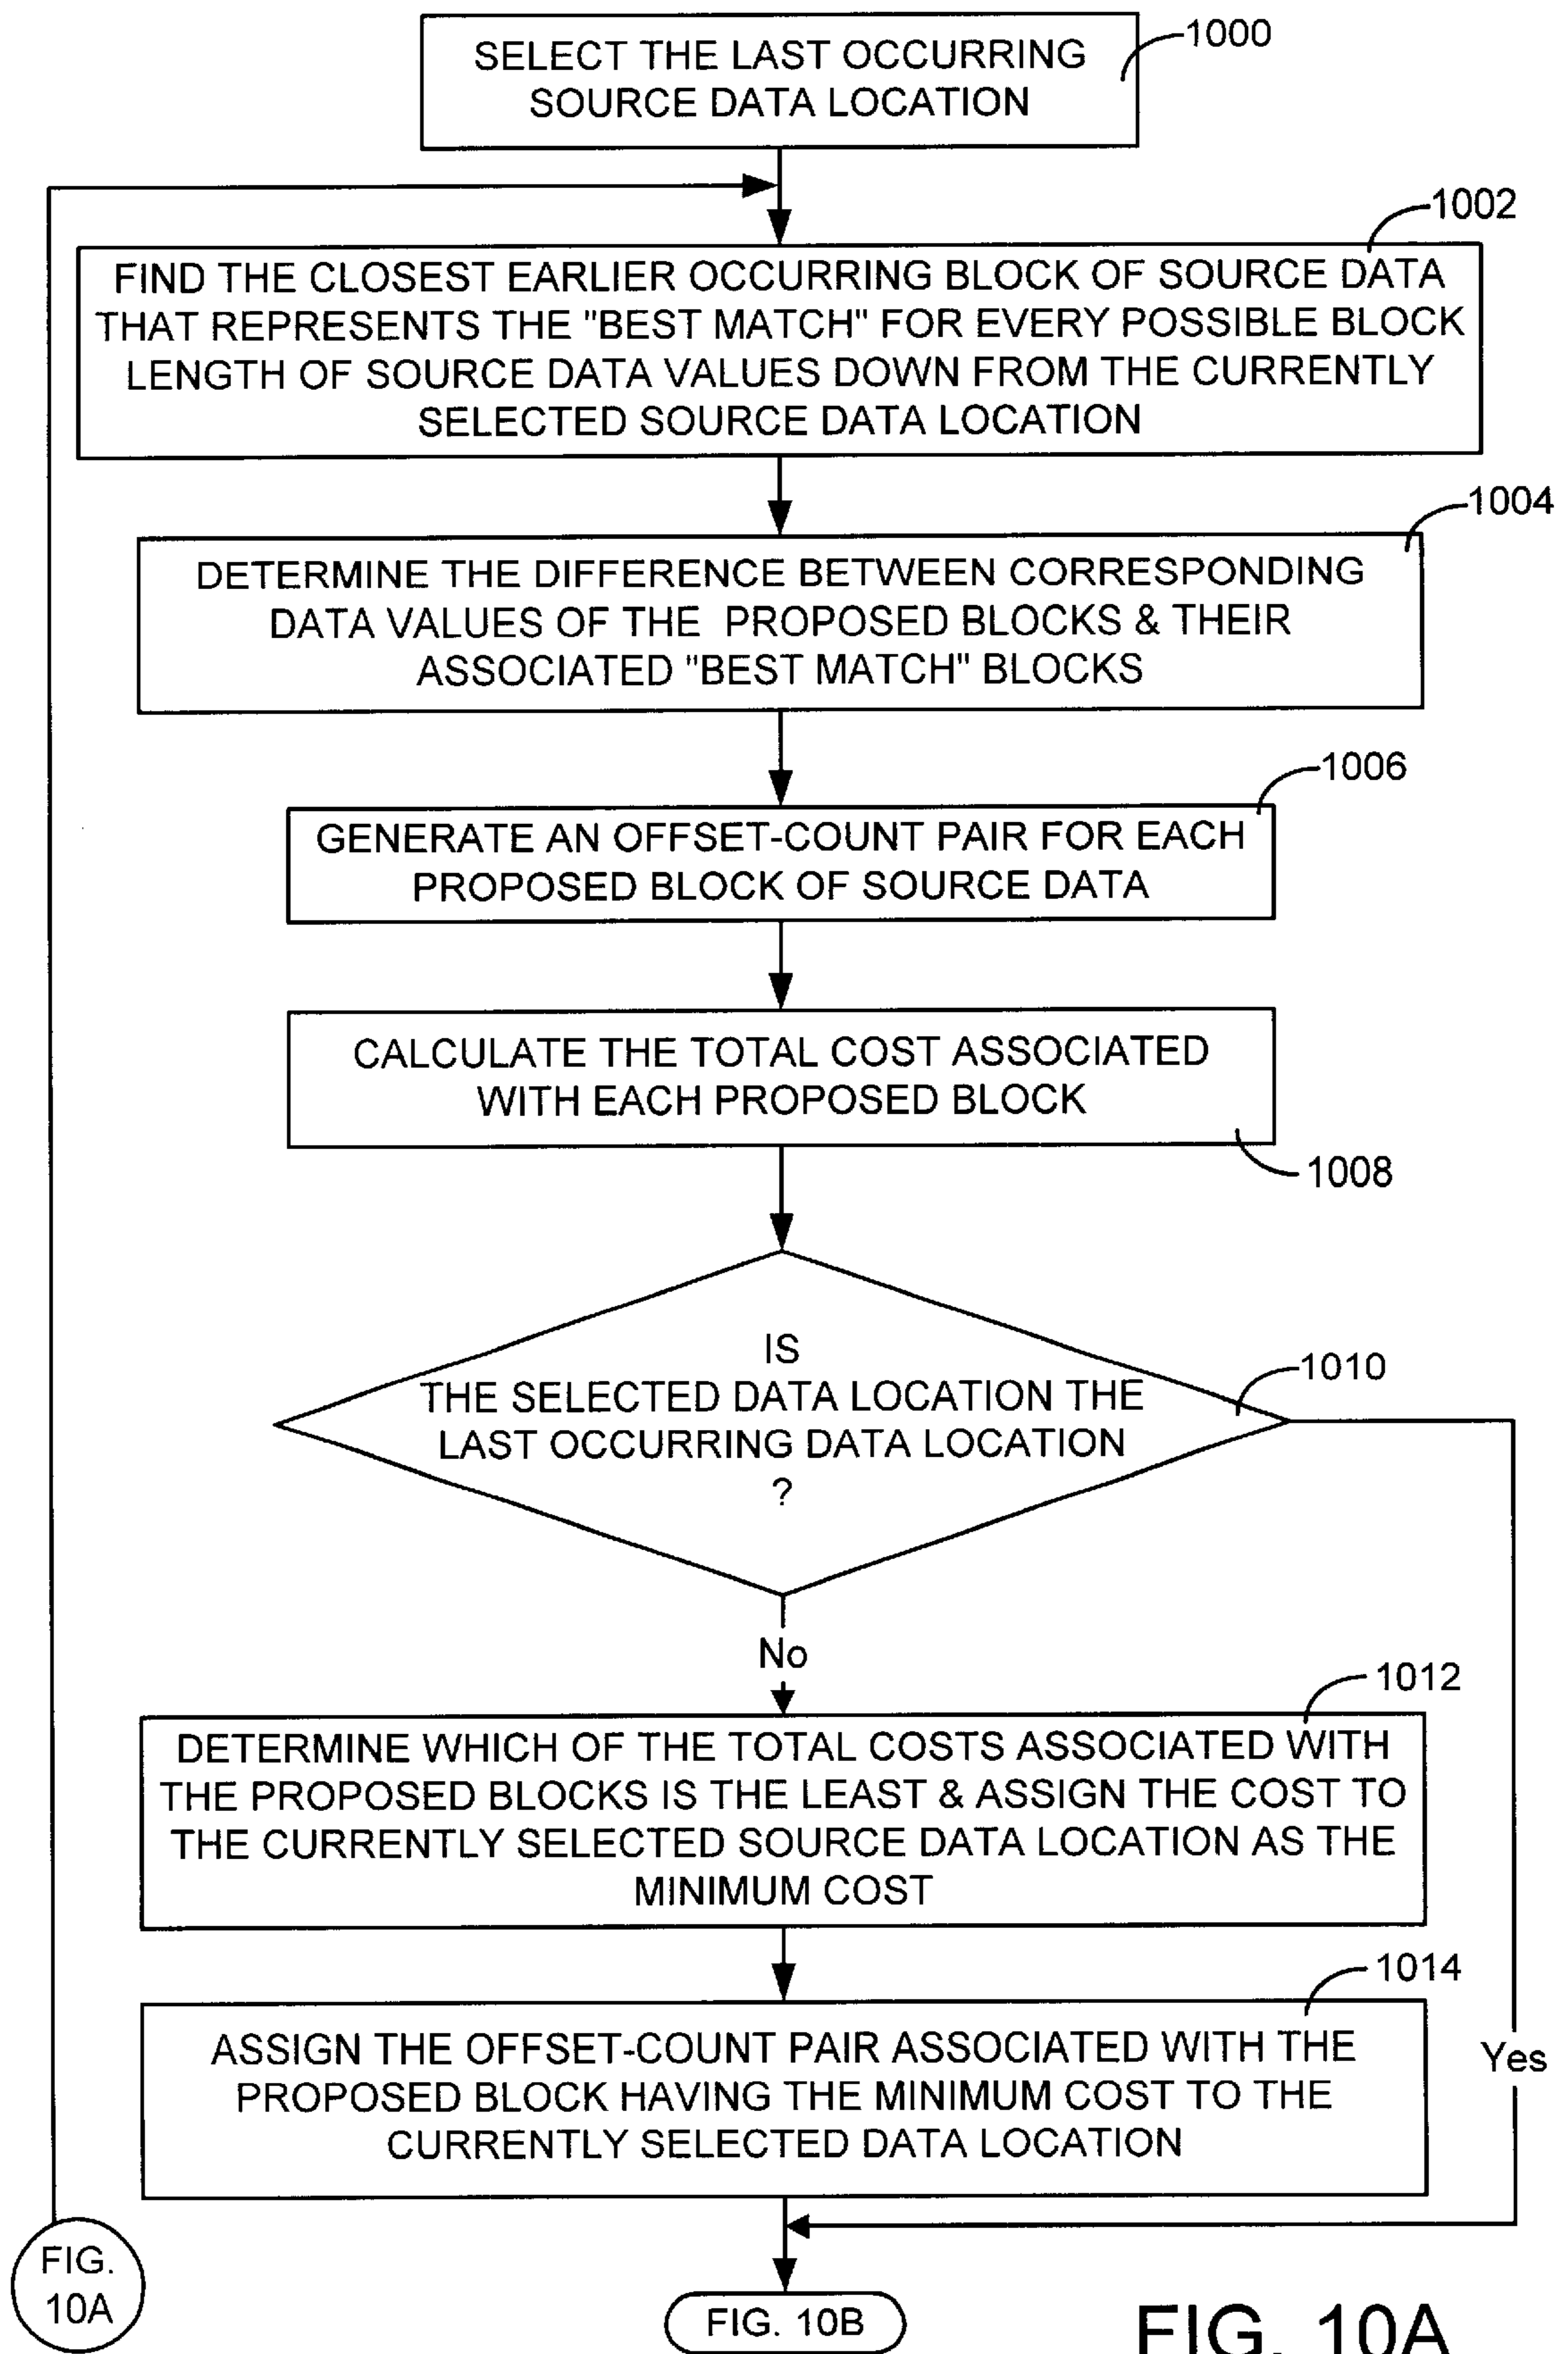 SELECT THE LAST OCCURRING
SOURCE DATA LOCATION
1000
1002
FIND THE CLOSEST EARLIER OCCURRING BLOCK OF SOURCE DATA
THAT REPRESENTS THE "BEST MATCH" FOR EVERY POSSIBLE BLOCK
LENGTH OF SOURCE DATA VALUES DOWN FROM THE CURRENTLY
SELECTED SOURCE DATA LOCATION
1004
DETERMINE THE DIFFERENCE BETWEEN CORRESPONDING
DATA VALUES OF THE PROPOSED BLOCKS & THEIR
ASSOCIATED "BEST MATCH" BLOCKS
1006
GENERATE AN OFFSET-COUNT PAIR FOR EACH
PROPOSED BLOCK OF SOURCE DATA
CALCULATE THE TOTAL COST ASSOCIATED
WITH EACH PROPOSED BLOCK
1008
IS
THE SELECTED DATA LOCATION THE
LAST OCCURRING DATA LOCATION
?
1010
No
1012
DETERMINE WHICH OF THE TOTAL COSTS ASSOCIATED WITH
THE PROPOSED BLOCKS IS THE LEAST & ASSIGN THE COST TO
THE CURRENTLY SELECTED SOURCE DATA LOCATION AS THE
MINIMUM COST
1014
ASSIGN THE OFFSET-COUNT PAIR ASSOCIATED WITH THE
PROPOSED BLOCK HAVING THE MINIMUM COST TO THE
CURRENTLY SELECTED DATA LOCATION
Yes
FIG.
10A
FIG. 10B
FIG. 10A